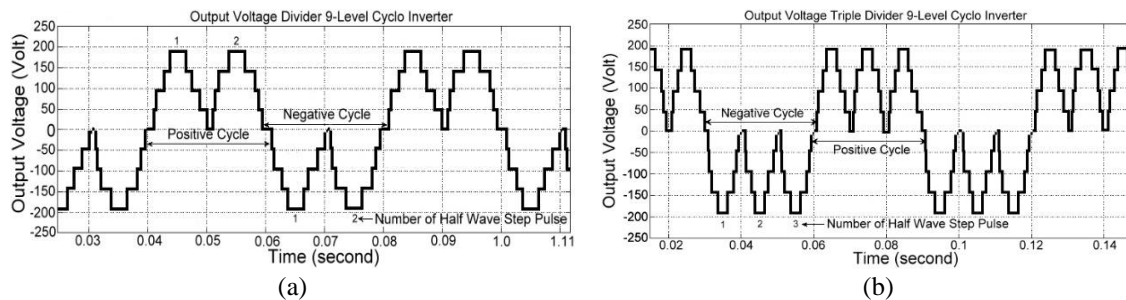 Output Voltage Divider 9-Level Cyclo Inverter
Output Voltage (Volt)
250
200
150
100
50
0
-50
-100
-150
-200
-250
1
2
Negative Cycle
Positive Cycle
1
2
Number of Half Wave Step Pulse
0.03 0.04 0.05 0.06 0.07 0.08 0.09 1.0 1.11
Time (second)
(a)
Output Voltage Triple Divider 9-Level Cyclo Inverter
Output Voltage (Volt)
250
200
150
100
50
0
-50
-100
-150
-200
-250
Negative Cycle
Positive Cycle
1 2 3
Number of Half Wave Step Pulse
0.02 0.04 0.06 0.08 0.1 0.12 0.14
Time (second)
(b)